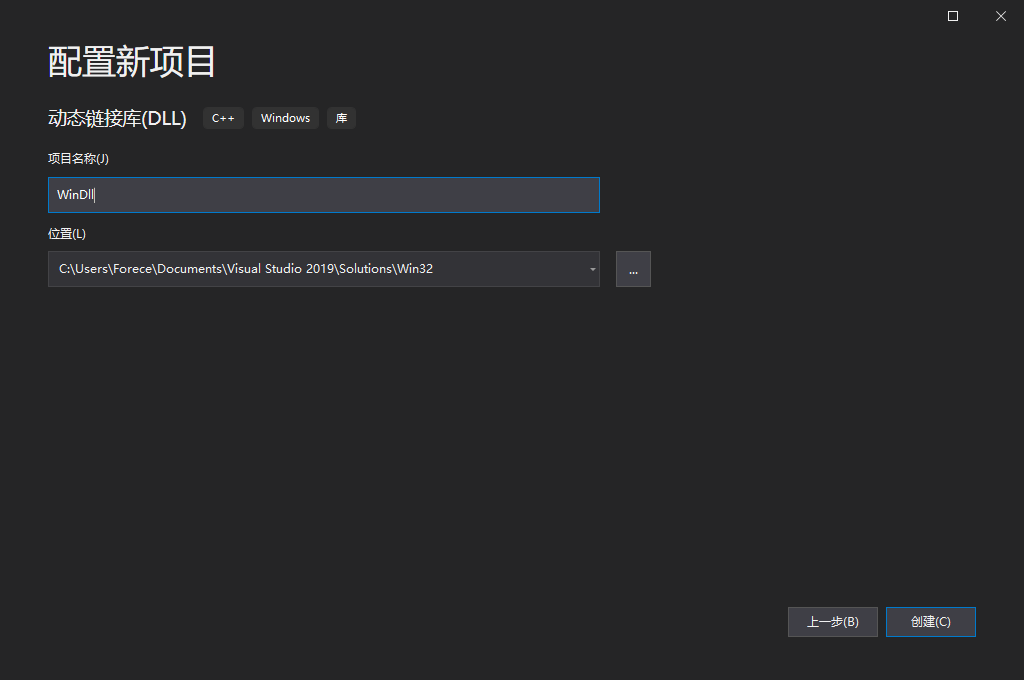 配置新项目
动态链接库(DLL) C++ Windows 库
项目名称(J)
WinDll
位置(L)
C:\Users\Forece\Documents\Visual Studio 2019\Solutions\Win32 ...
上一步(B) 创建(C)